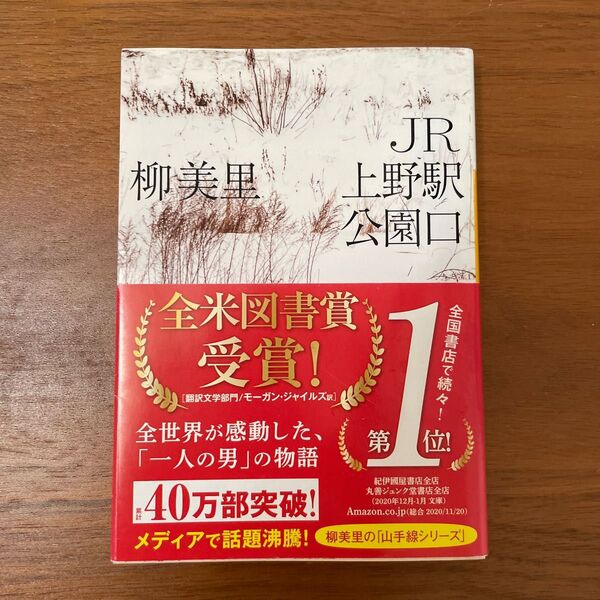 JR
上野駅
公園口
柳美里
全米図書賞
受賞!
[翻訳文学部門/モーガン・ジャイルズ訳]
全世界が感動した、
「一人の男」の物語
累計40万部突破!
メディアで話題沸騰!
全国書店で続々!
第1位!
紀伊國屋書店全店
丸善ジュンク堂書店全店
(2020年12月-1月 文庫)
Amazon.co.jp(総合 2020/11/20)
柳美里の「山手線シリーズ」